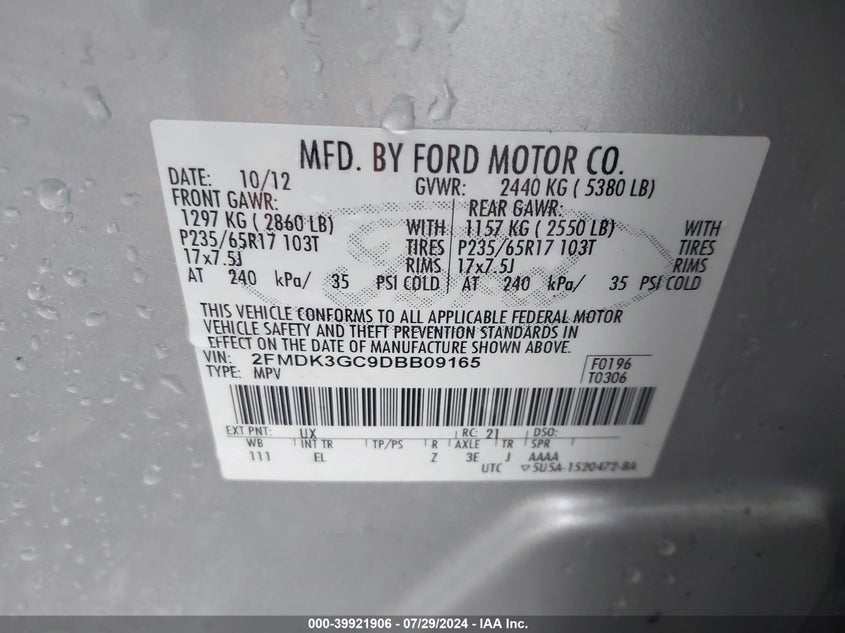 MFD. BY FORD MOTOR CO.
DATE: 10/12 GVWR: 2440 KG ( 5380 LB)
FRONT GAWR: REAR GAWR:
1297 KG ( 2860 LB) WITH 1157 KG ( 2550 LB) WITH
P235/65R17 103T TIRES P235/65R17 103T TIRES
17x7.5J RIMS 17x7.5J RIMS
AT 240 kPa/ 35 PSI COLD AT 240 kPa/ 35 PSI COLD
THIS VEHICLE CONFORMS TO ALL APPLICABLE FEDERAL MOTOR
VEHICLE SAFETY AND THEFT PREVENTION STANDARDS IN
EFFECT ON THE DATE OF MANUFACTURE SHOWN ABOVE.
VIN: 2FMDK3GC9DBB09165 F0196
TYPE: MPV T0306
EXT PNT: UX RC: 21 DSO:
WB INT TR TP/PS R AXLE TR SPR
111 EL Z 3E J AAAA
UTC ▽5U5A-1520472-BA
000-39921906 / 07/29/2024 - IAA Inc.